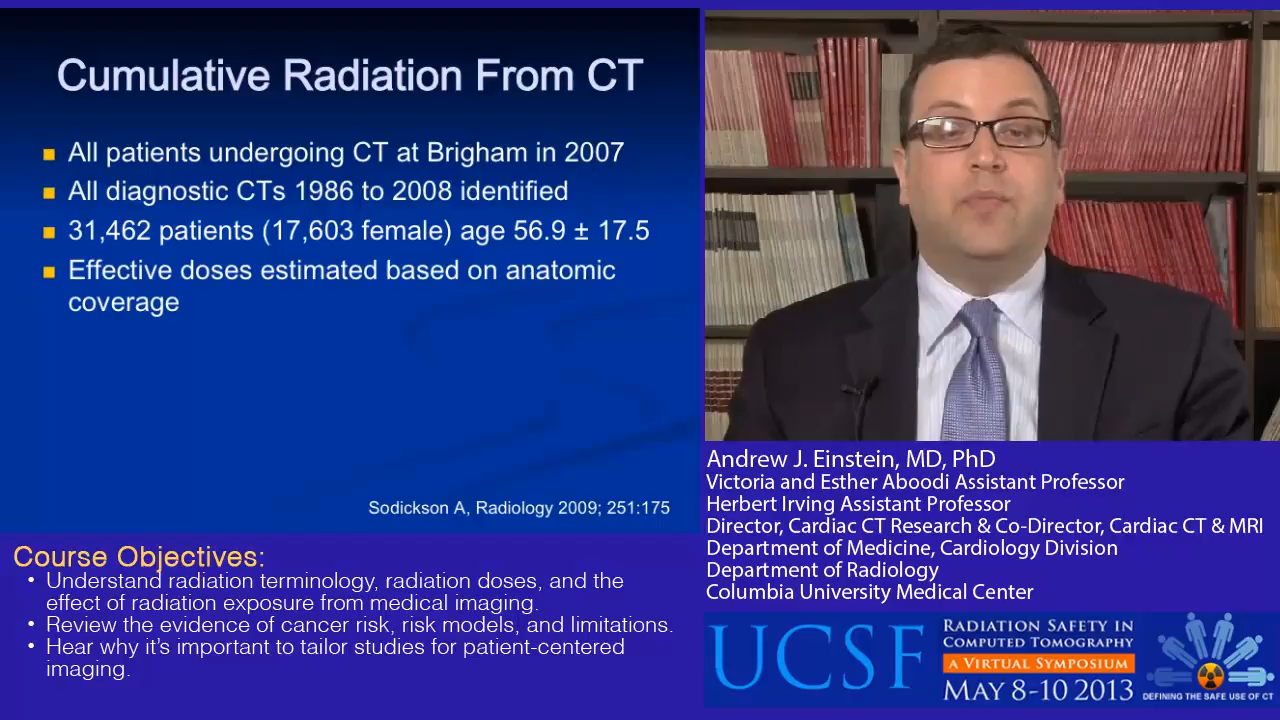 Cumulative Radiation From CT
All patients undergoing CT at Brigham in 2007
All diagnostic CTs 1986 to 2008 identified
31,462 patients (17,603 female) age 56.9 ± 17.5
Effective doses estimated based on anatomic
coverage
Sodickson A, Radiology 2009; 251:175
Course Objectives:
• Understand radiation terminology, radiation doses, and the
effect of radiation exposure from medical imaging.
• Review the evidence of cancer risk, risk models, and limitations.
• Hear why it’s important to tailor studies for patient-centered
imaging.
Andrew J. Einstein, MD, PhD
Victoria and Esther Aboodi Assistant Professor
Herbert Irving Assistant Professor
Director, Cardiac CT Research & Co-Director, Cardiac CT & MRI
Department of Medicine, Cardiology Division
Department of Radiology
Columbia University Medical Center
UCSF
Radiation Safety in
Computed Tomography
a Virtual Symposium
May 8-10 2013
DEFINING THE SAFE USE OF CT